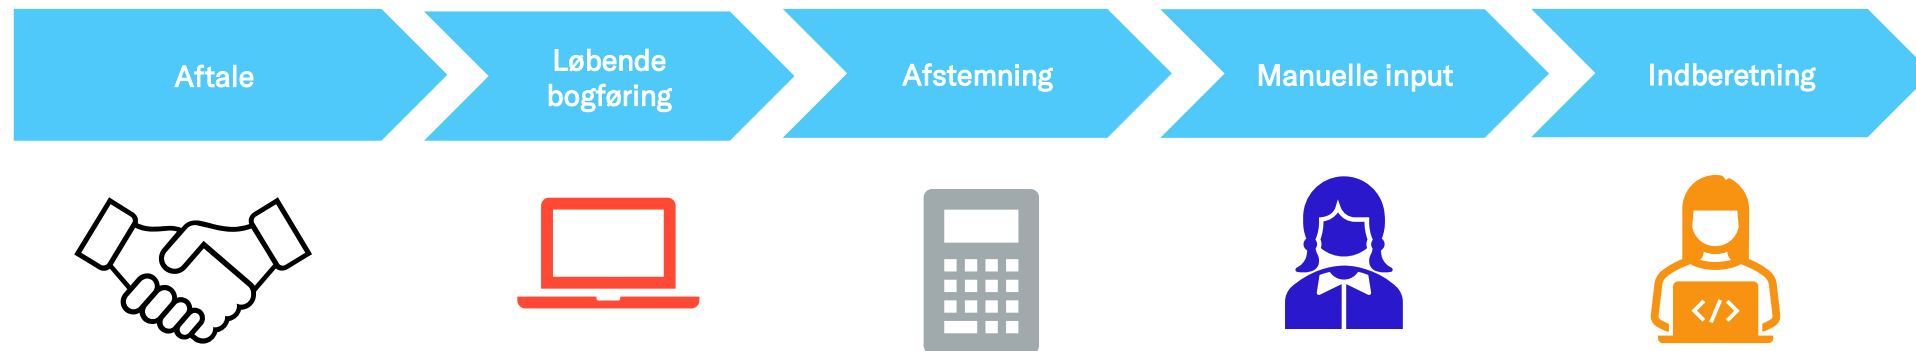 Aftale
Løbende
bogføring
Afstemning
Manuelle input
Indberetning
</>